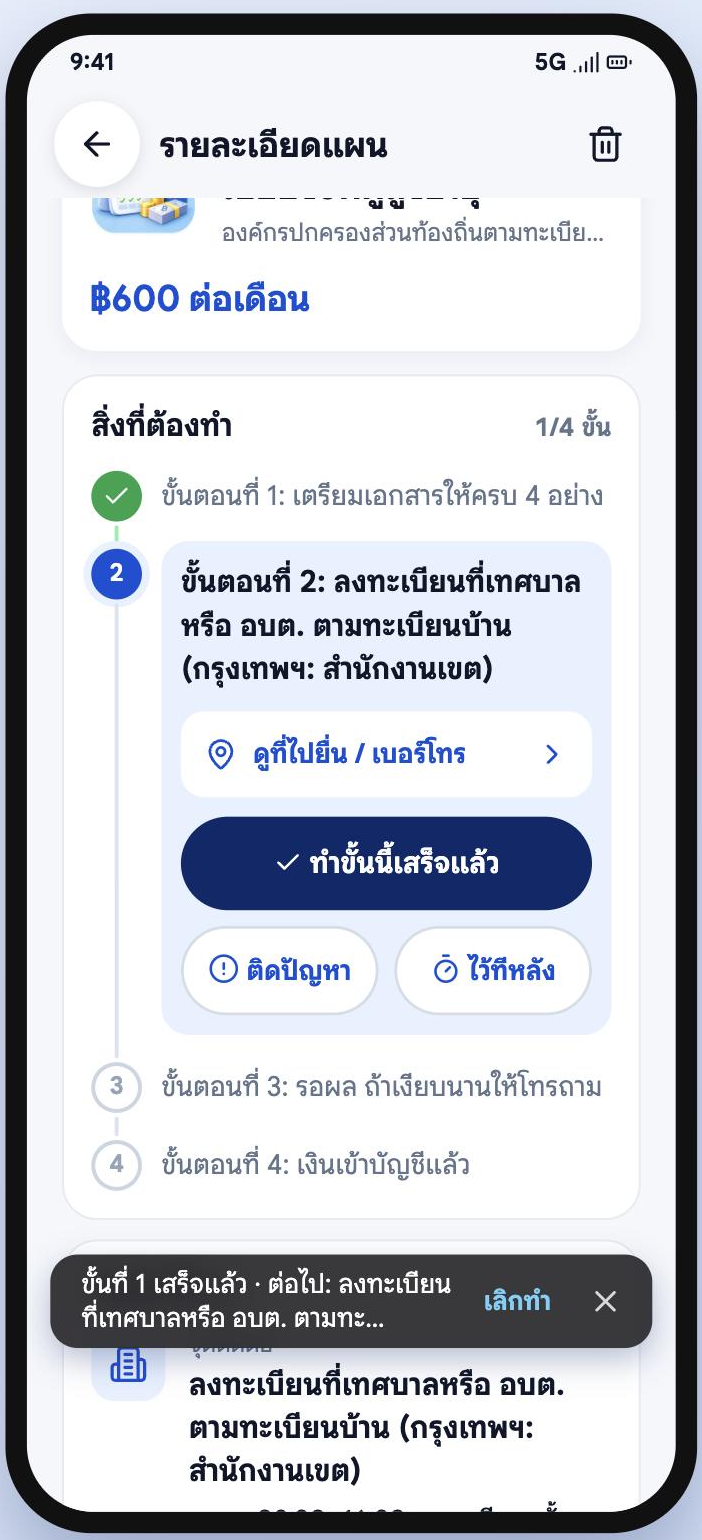 9:41
5G
รายละเอียดแผน
องค์กรปกครองส่วนท้องถิ่นตามทะเบีย...
฿600 ต่อเดือน
สิ่งที่ต้องทำ
1/4 ขั้น
ขั้นตอนที่ 1: เตรียมเอกสารให้ครบ 4 อย่าง
2
ขั้นตอนที่ 2: ลงทะเบียนที่เทศบาล
หรือ อบต. ตามทะเบียนบ้าน
(กรุงเทพฯ: สำนักงานเขต)
ดูที่ไปยื่น / เบอร์โทร
ทำขั้นนี้เสร็จแล้ว
ติดปัญหา
ไว้ทีหลัง
3
ขั้นตอนที่ 3: รอผล ถ้าเงียบนานให้โทรถาม
4
ขั้นตอนที่ 4: เงินเข้าบัญชีแล้ว
ขั้นที่ 1 เสร็จแล้ว · ต่อไป: ลงทะเบียน
ที่เทศบาลหรือ อบต. ตามทะ...
เลิกทำ
ลงทะเบียนที่เทศบาลหรือ อบต.
ตามทะเบียนบ้าน (กรุงเทพฯ:
สำนักงานเขต)